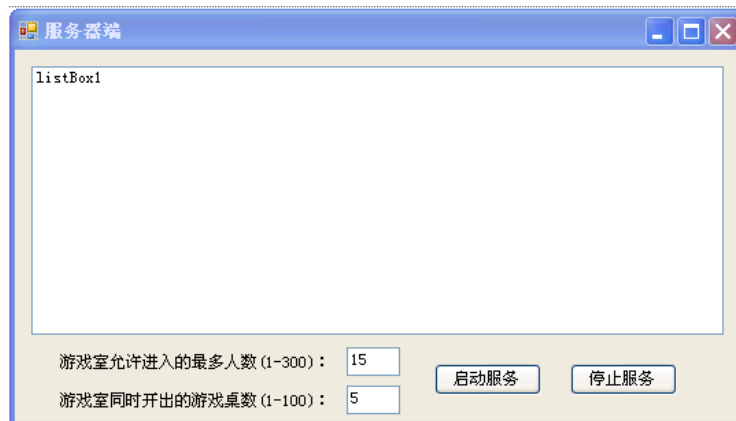 服务器端
listBox1
游戏室允许进入的最多人数(1-300)： 15
启动服务 停止服务
游戏室同时开出的游戏桌数(1-100)： 5